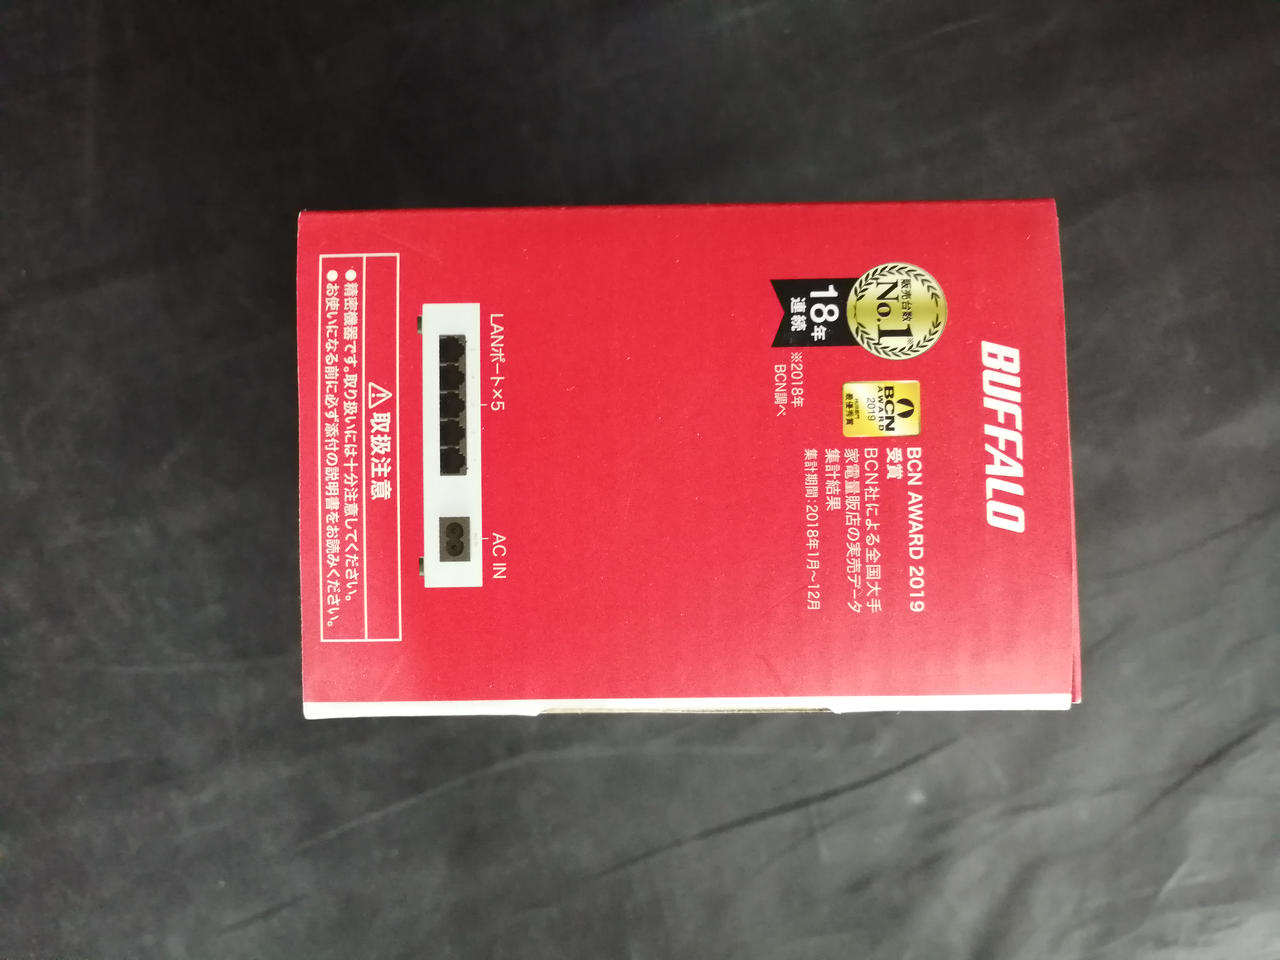 BUFFALO
販売台数
No.1
18年
連続
※2018年
BCN調べ
BCN
AWARD
2019
最優秀賞
BCN AWARD 2019
受賞
BCN社による全国大手
家電量販店の実売データ
集計結果
集計期間:2018年1月～12月
LANポート×5
AC IN
取扱注意
●精密機器です。取り扱いには十分注意してください。
●お使いになる前に必ず添付の説明書をお読みください。